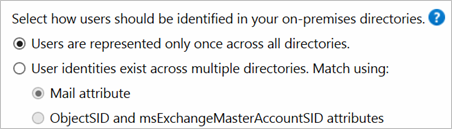 Select how users should be identified in your on-premises directories. ?
Users are represented only once across all directories.
User identities exist across multiple directories. Match using:
Mail attribute
ObjectSID and msExchangeMasterAccountSID attributes